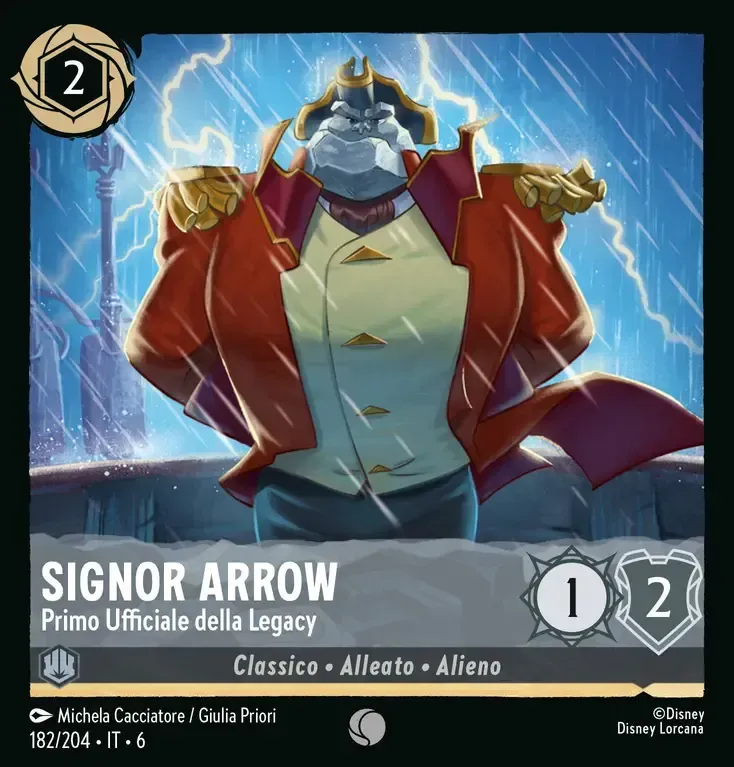 2
SIGNOR ARROW
Primo Ufficiale della Legacy
1
2
Classico • Alleato • Alieno
Michela Cacciatore / Giulia Priori
©Disney
182/204 • IT • 6
Disney Lorcana